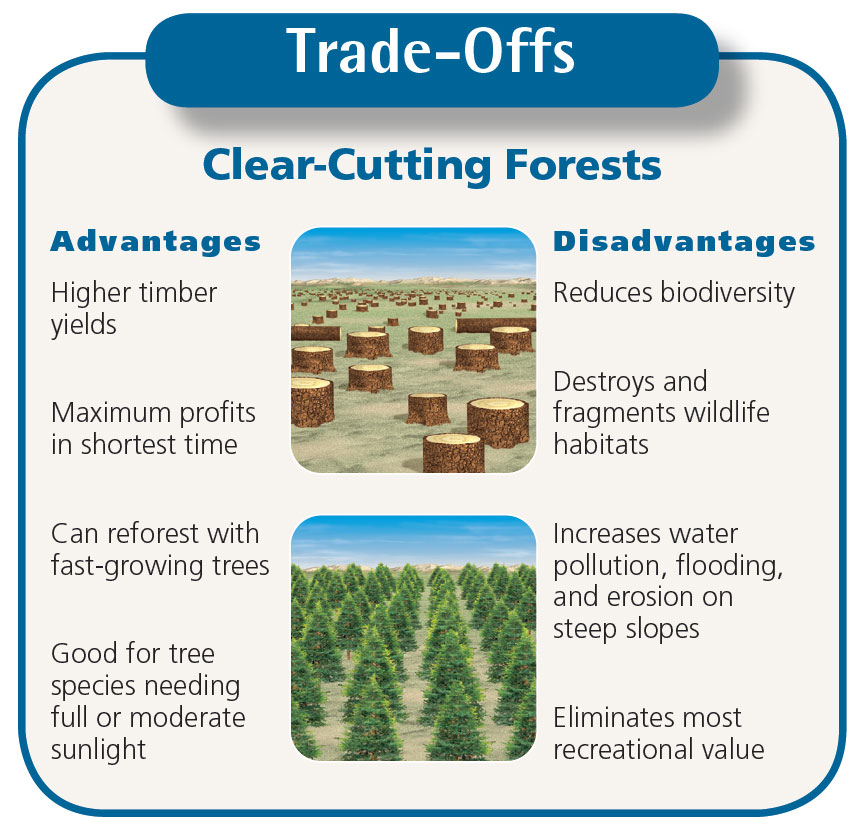 Trade-Offs
Clear-Cutting Forests
Advantages
Higher timber
yields
Maximum profits
in shortest time
Can reforest with
fast-growing trees
Good for tree
species needing
full or moderate
sunlight
Disadvantages
Reduces biodiversity
Destroys and
fragments wildlife
habitats
Increases water
pollution, flooding,
and erosion on
steep slopes
Eliminates most
recreational value